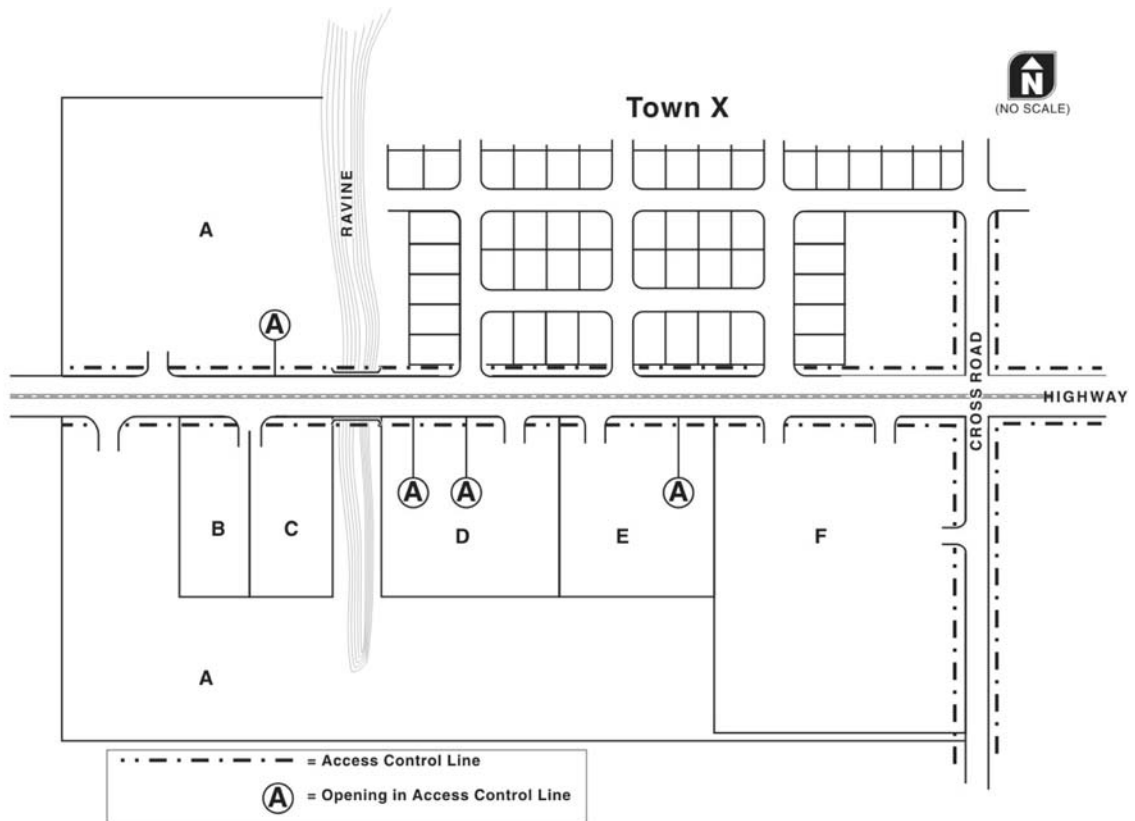 N
(NO SCALE)
Town X
RAVINE
A
A
CROSS ROAD
HIGHWAY
A
A
A
B
C
D
E
F
A
= Access Control Line
A = Opening in Access Control Line